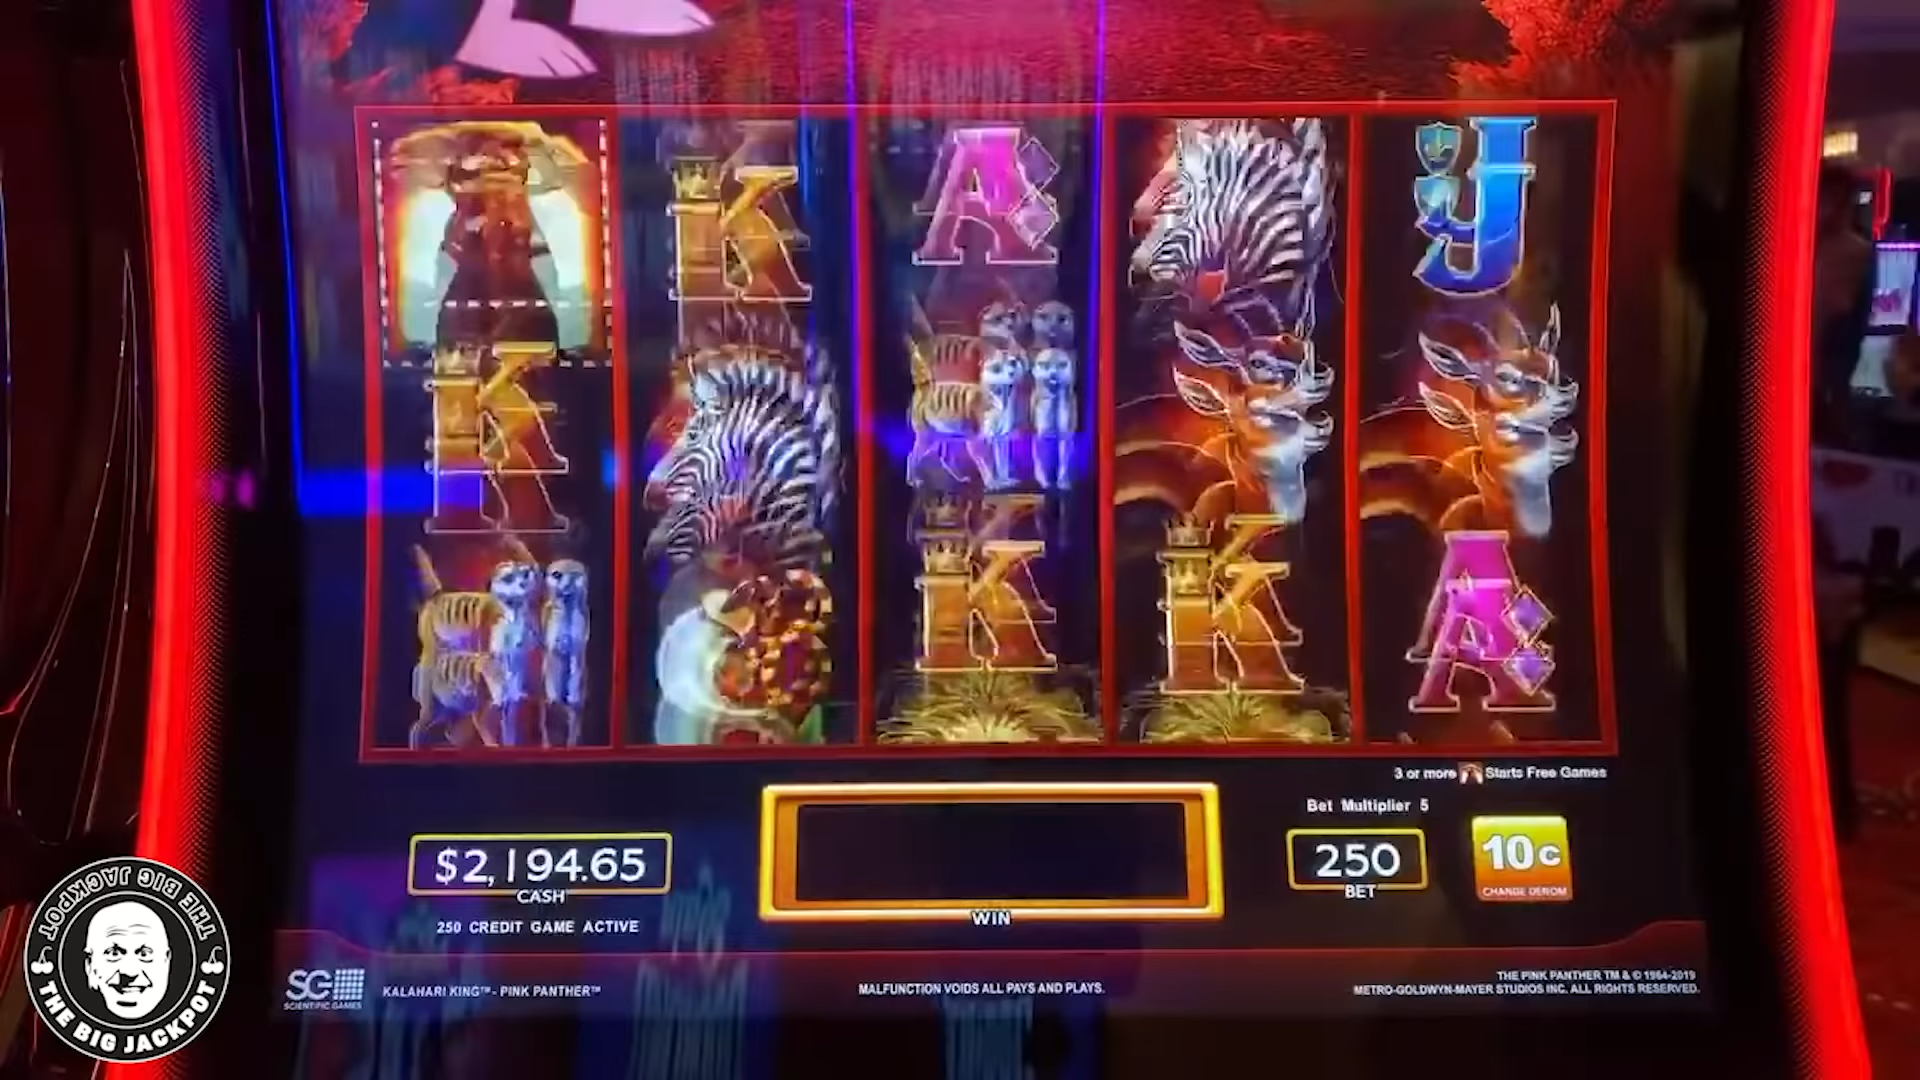 K
A
J
K
K
K
A
3 or more Starts Free Games
Bet Multiplier 5
$2,194.65
CASH
250 CREDIT GAME ACTIVE
WIN
250
BET
10¢
CHANGE DENOM
SG
SCIENTIFIC GAMES
KALAHARI KING™ - PINK PANTHER™
MALFUNCTION VOIDS ALL PAYS AND PLAYS.
THE PINK PANTHER TM & © 1964-2019
METRO-GOLDWYN-MAYER STUDIOS INC. ALL RIGHTS RESERVED.
THE BIG JACKPOT
THE BIG JACKPOT